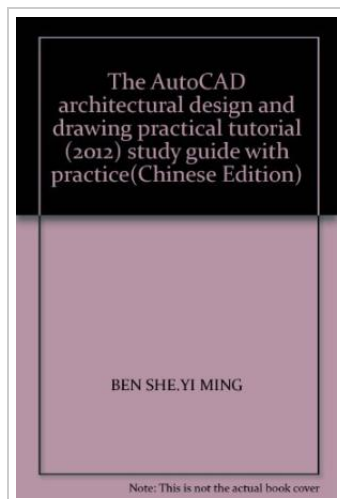 The AutoCAD
architectural design and
drawing practical tutorial
(2012) study guide with
practice(Chinese Edition)
BEN SHE.YI MING
Note: This is not the actual book cover